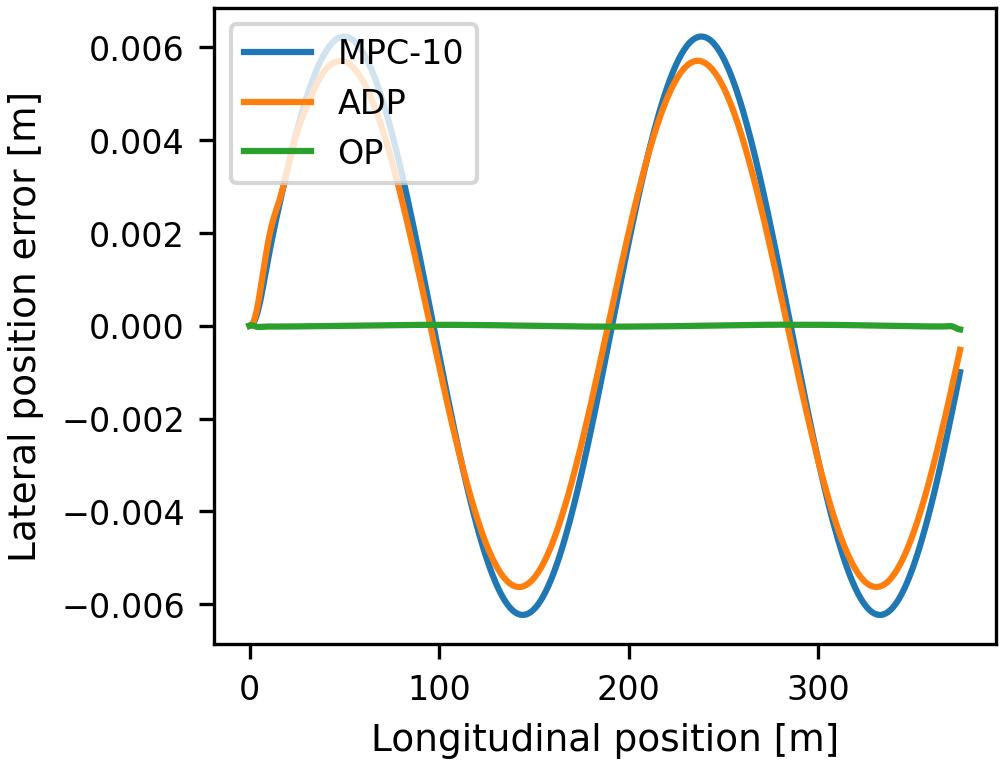 MPC-10
ADP
OP
0.006
0.004
0.002
0.000
−0.002
−0.004
−0.006
Lateral position error [m]
0
100
200
300
Longitudinal position [m]